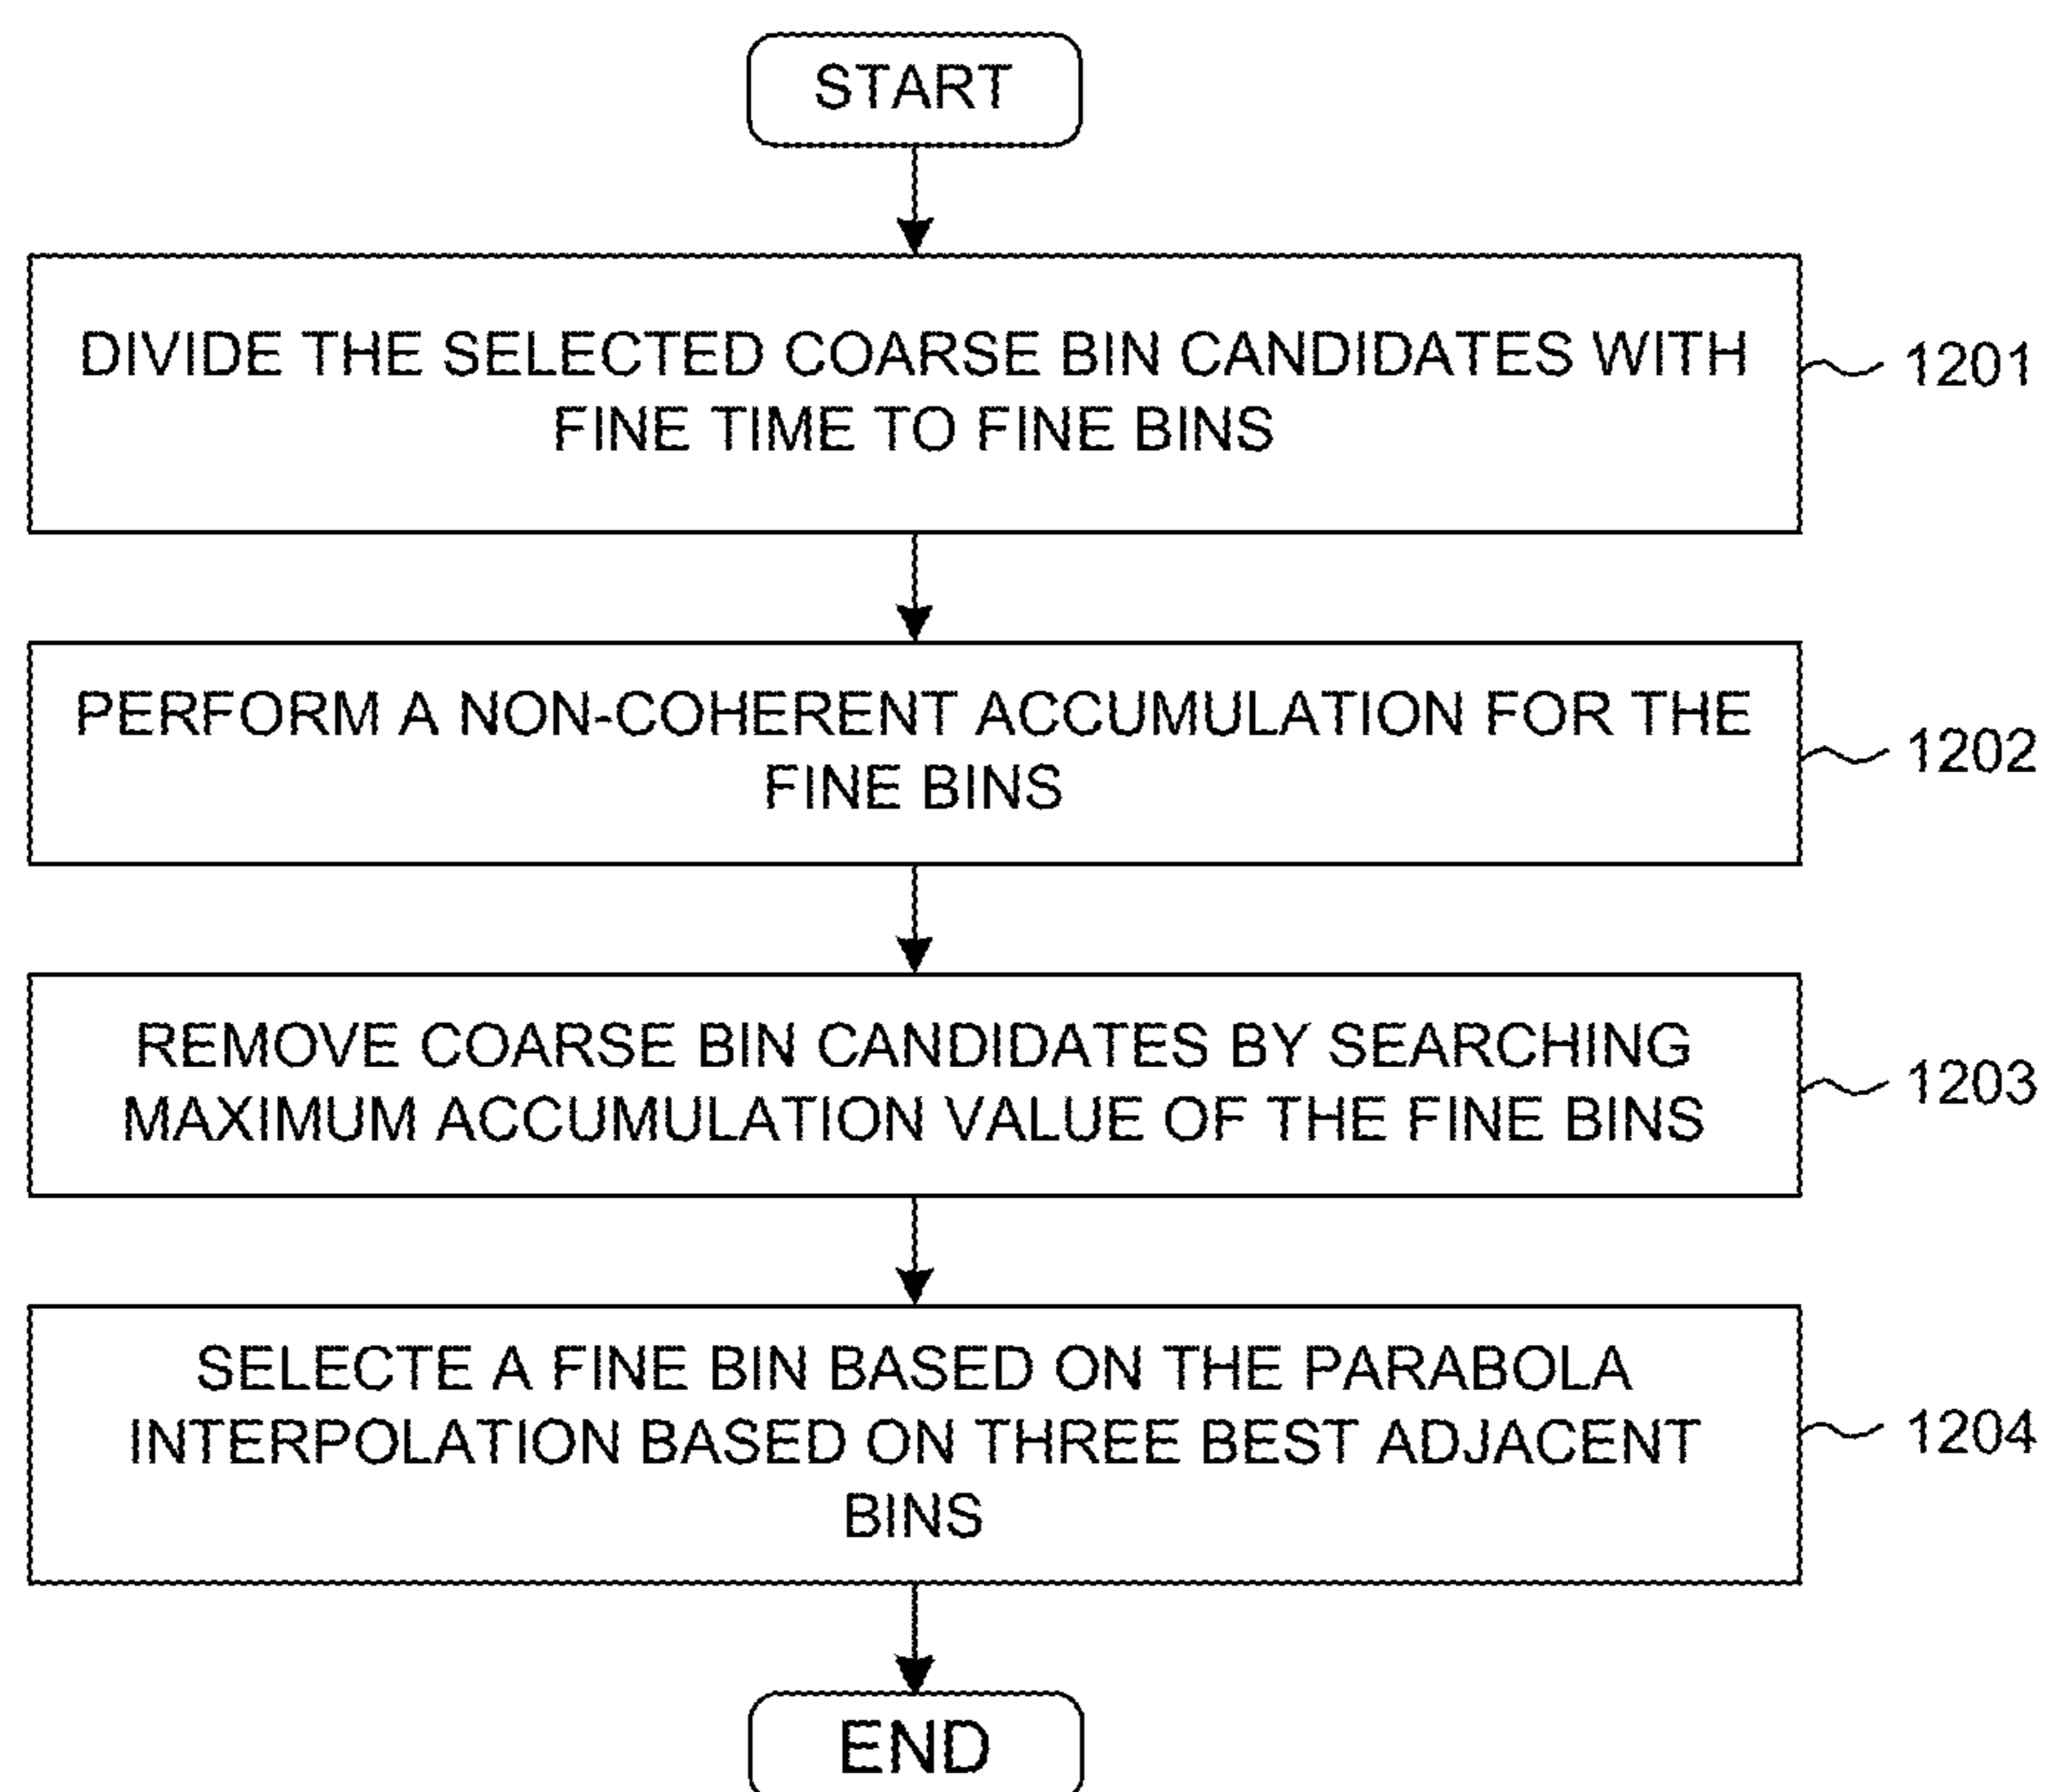 START
DIVIDE THE SELECTED COARSE BIN CANDIDATES WITH
FINE TIME TO FINE BINS
1201
PERFORM A NON-COHERENT ACCUMULATION FOR THE
FINE BINS
1202
REMOVE COARSE BIN CANDIDATES BY SEARCHING
MAXIMUM ACCUMULATION VALUE OF THE FINE BINS
1203
SELECTE A FINE BIN BASED ON THE PARABOLA
INTERPOLATION BASED ON THREE BEST ADJACENT
BINS
1204
END